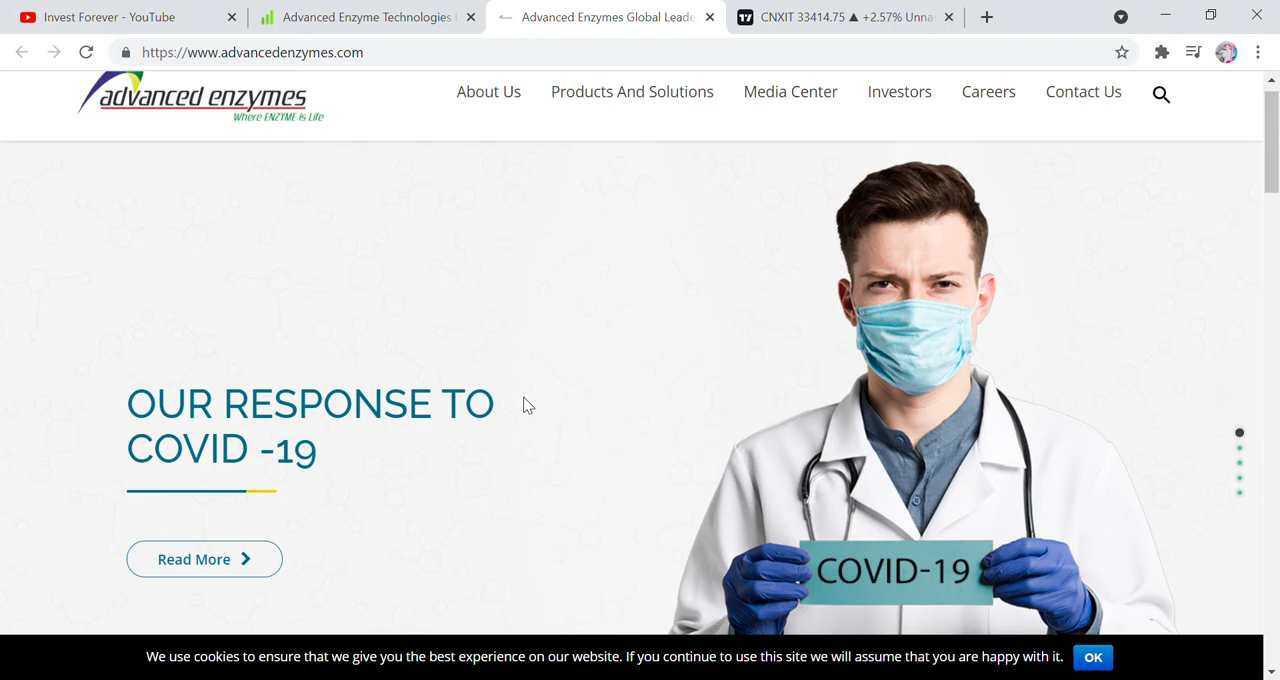 Invest Forever - YouTube
Advanced Enzyme Technologies
Advanced Enzymes Global Leade
CNXIT 33414.75 ▲ +2.57% Unna
https://www.advancedenzymes.com
advanced enzymes
Where ENZYME is Life
About Us
Products And Solutions
Media Center
Investors
Careers
Contact Us
OUR RESPONSE TO
COVID -19
Read More
COVID-19
We use cookies to ensure that we give you the best experience on our website. If you continue to use this site we will assume that you are happy with it.
OK